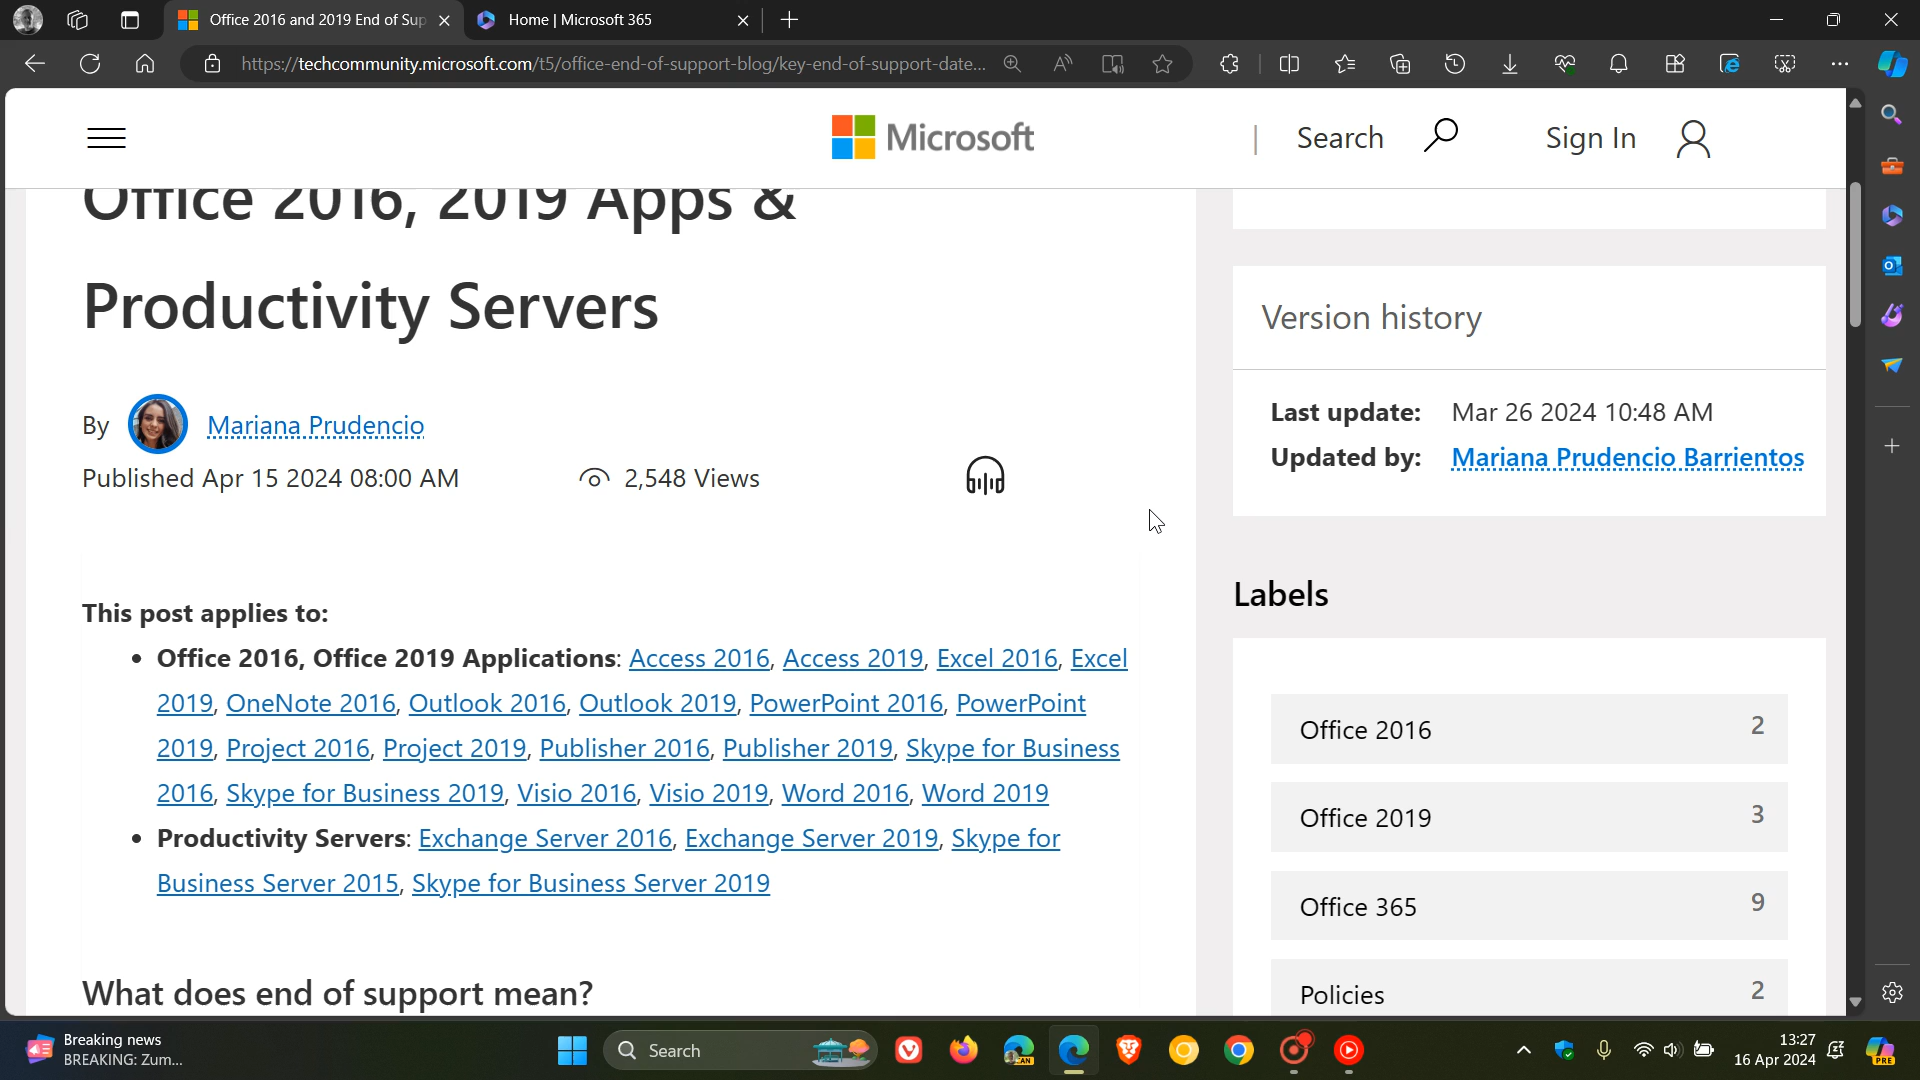 Office 2016 and 2019 End of Sup
Home | Microsoft 365
https://techcommunity.microsoft.com/t5/office-end-of-support-blog/key-end-of-support-date...
Microsoft
Search
Sign In
Office 2016, 2019 Apps &
Productivity Servers
By Mariana Prudencio
Published Apr 15 2024 08:00 AM
2,548 Views
This post applies to:
• Office 2016, Office 2019 Applications: Access 2016, Access 2019, Excel 2016, Excel
2019, OneNote 2016, Outlook 2016, Outlook 2019, PowerPoint 2016, PowerPoint
2019, Project 2016, Project 2019, Publisher 2016, Publisher 2019, Skype for Business
2016, Skype for Business 2019, Visio 2016, Visio 2019, Word 2016, Word 2019
• Productivity Servers: Exchange Server 2016, Exchange Server 2019, Skype for
Business Server 2015, Skype for Business Server 2019
What does end of support mean?
Version history
Last update: Mar 26 2024 10:48 AM
Updated by: Mariana Prudencio Barrientos
Labels
Office 2016 2
Office 2019 3
Office 365 9
Policies 2
Breaking news
BREAKING: Zum...
Search
CAN
13:27
16 Apr 2024
PRE